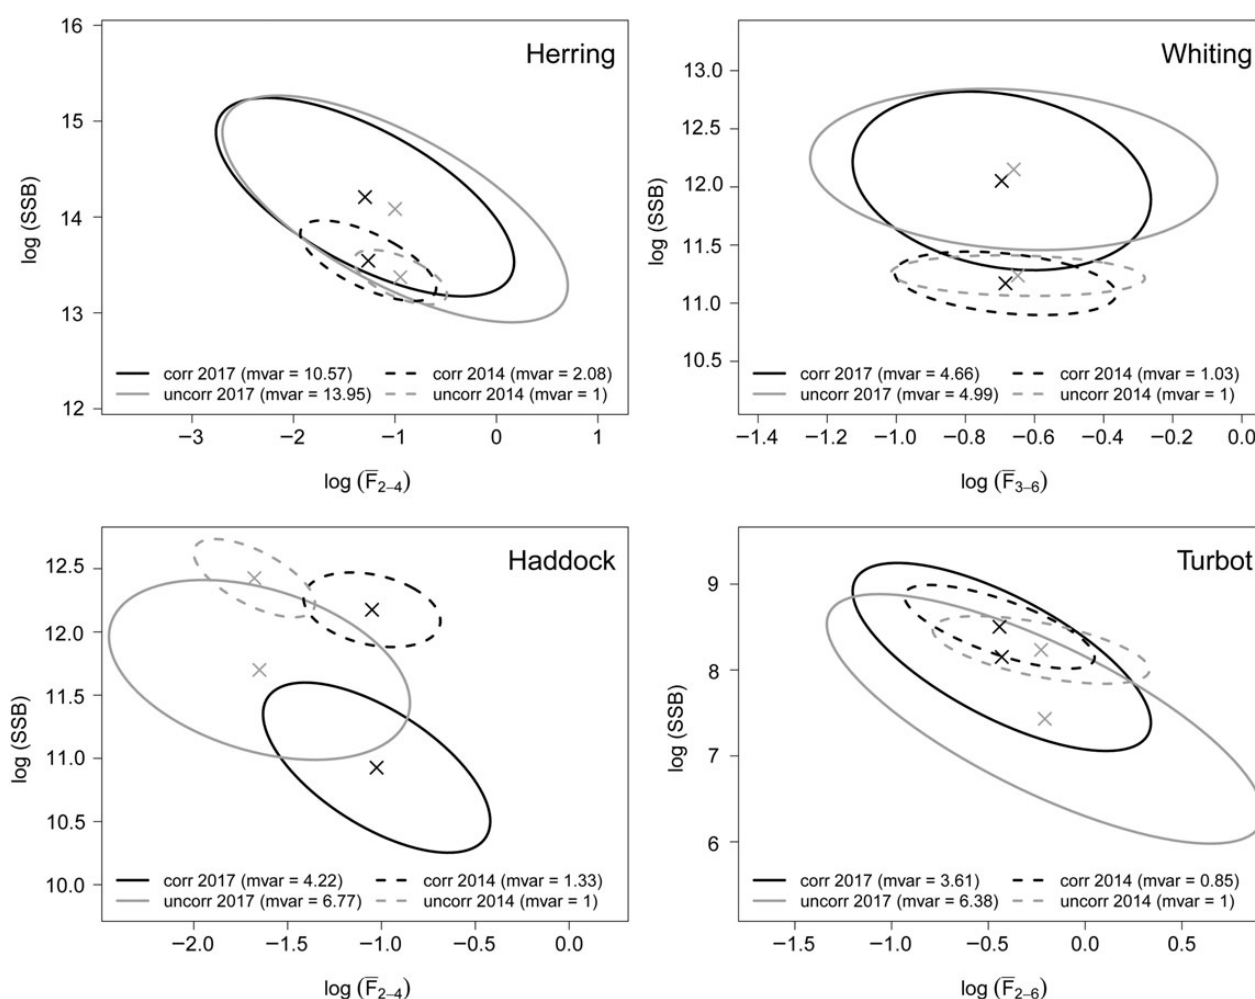 Herring
16
15
14
13
12
log (SSB)
corr 2017 (mvar = 10.57) corr 2014 (mvar = 2.08)
uncorr 2017 (mvar = 13.95) uncorr 2014 (mvar = 1)
−3 −2 −1 0 1
log (F̅2–4)
Whiting
13.0
12.5
12.0
11.5
11.0
10.5
log (SSB)
corr 2017 (mvar = 4.66) corr 2014 (mvar = 1.03)
uncorr 2017 (mvar = 4.99) uncorr 2014 (mvar = 1)
−1.4 −1.2 −1.0 −0.8 −0.6 −0.4 −0.2 0.0
log (F̅3–6)
Haddock
12.5
12.0
11.5
11.0
10.5
10.0
log (SSB)
corr 2017 (mvar = 4.22) corr 2014 (mvar = 1.33)
uncorr 2017 (mvar = 6.77) uncorr 2014 (mvar = 1)
−2.0 −1.5 −1.0 −0.5 0.0
log (F̅2–4)
Turbot
9
8
7
6
log (SSB)
corr 2017 (mvar = 3.61) corr 2014 (mvar = 0.85)
uncorr 2017 (mvar = 6.38) uncorr 2014 (mvar = 1)
−1.5 −1.0 −0.5 0.0 0.5
log (F̅2–6)